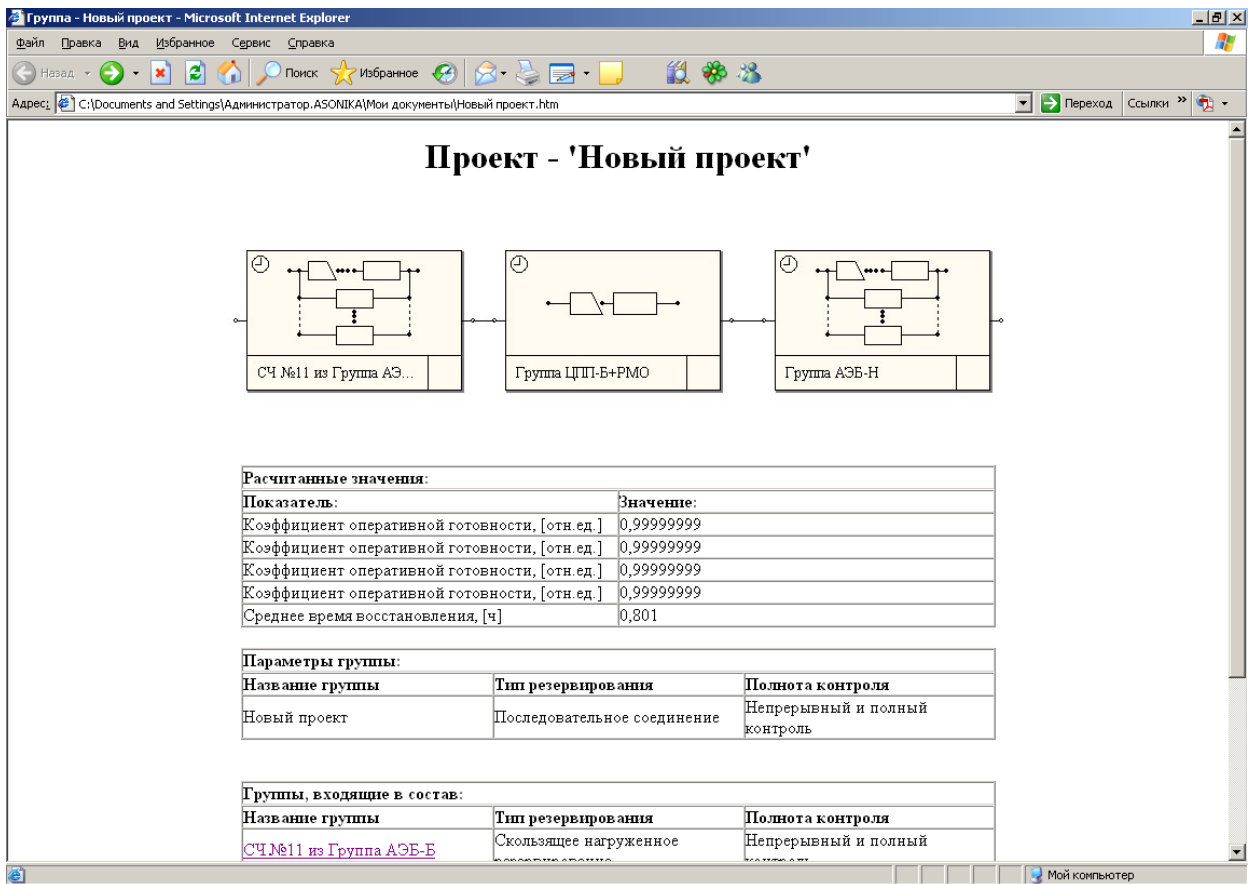 Группа - Новый проект - Microsoft Internet Explorer
Файл Правка Вид Избранное Сервис Справка
Назад Поиск Избранное
Адрес: C:\Documents and Settings\Администратор.ASONIKA\Мои документы\Новый проект.htm Переход Ссылки »
Проект - 'Новый проект'
СЧ №11 из Группа АЭ... Группа ЦПП-Б+РМО Группа АЭБ-Н
Расчитанные значения:
Показатель: Значение:
Коэффициент оперативной готовности, [отн.ед.] 0,99999999
Коэффициент оперативной готовности, [отн.ед.] 0,99999999
Коэффициент оперативной готовности, [отн.ед.] 0,99999999
Коэффициент оперативной готовности, [отн.ед.] 0,99999999
Среднее время восстановления, [ч] 0,801
Параметры группы:
Название группы Тип резервирования Полнота контроля
Новый проект Последовательное соединение Непрерывный и полный
контроль
Группы, входящие в состав:
Название группы Тип резервирования Полнота контроля
СЧ №11 из Группа АЭБ-Б Скользящее нагруженное Непрерывный и полный
Мой компьютер